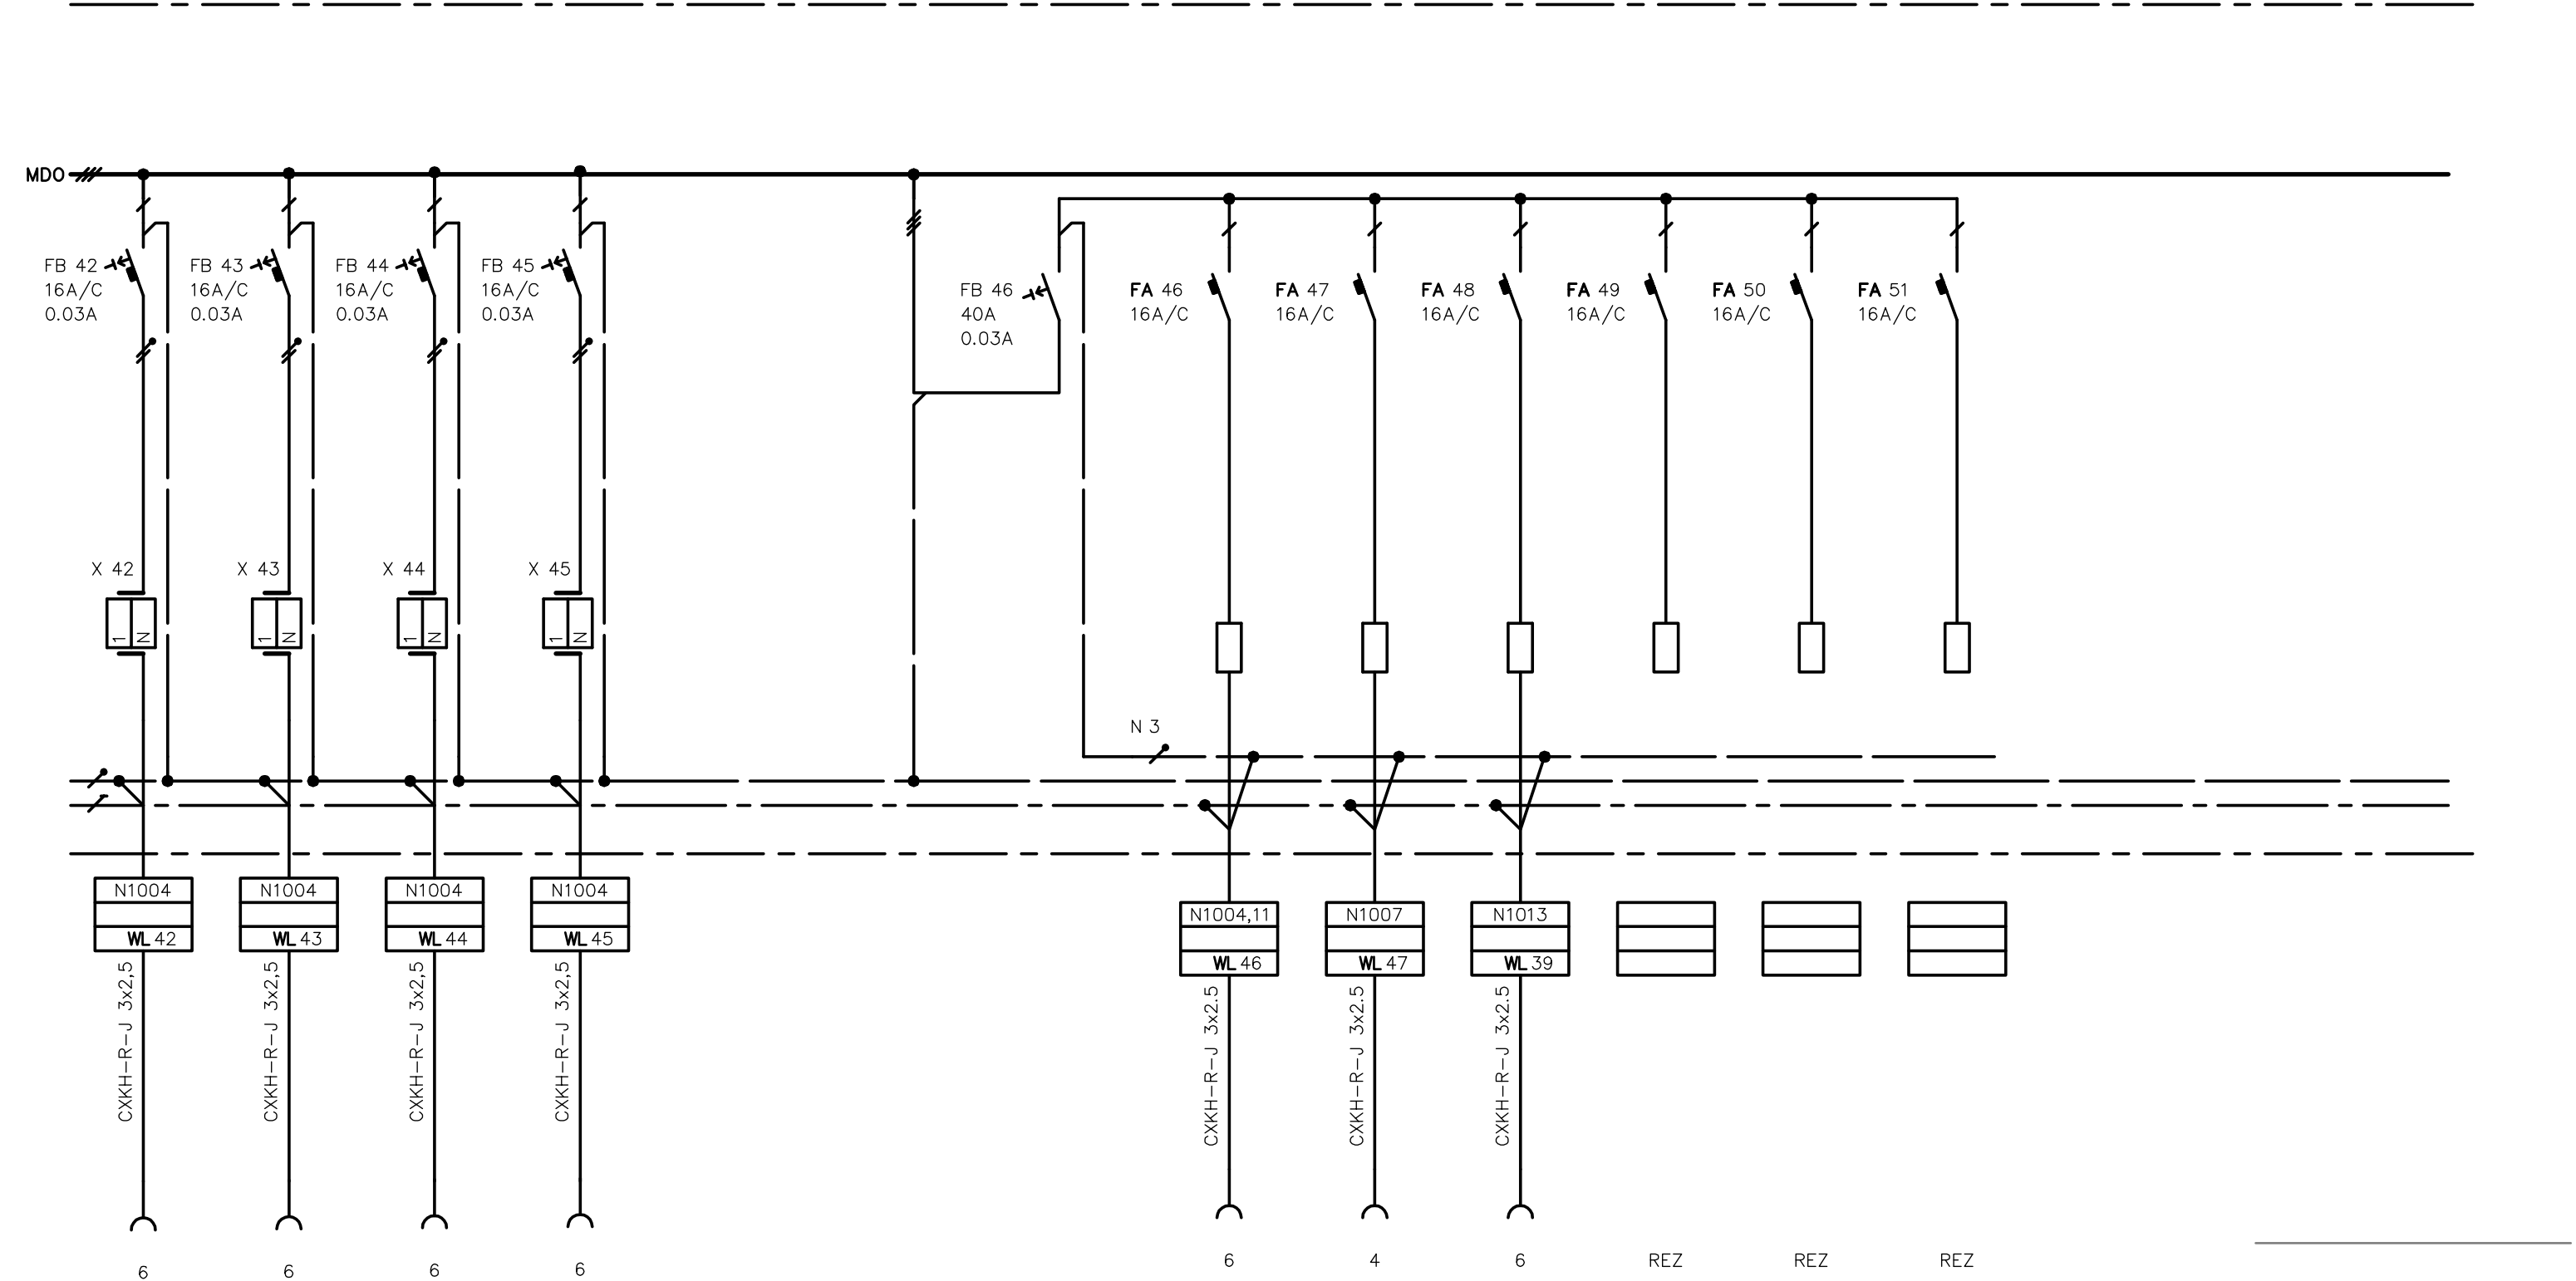 MDO
FB 42
16A/C
0.03A
FB 43
16A/C
0.03A
FB 44
16A/C
0.03A
FB 45
16A/C
0.03A
FB 46
40A
0.03A
FA 46
16A/C
FA 47
16A/C
FA 48
16A/C
FA 49
16A/C
FA 50
16A/C
FA 51
16A/C
X 42
X 43
X 44
X 45
1 N
1 N
1 N
1 N
N 3
N1004
WL 42
N1004
WL 43
N1004
WL 44
N1004
WL 45
N1004,11
WL 46
N1007
WL 47
N1013
WL 39
CXKH-R-J 3x2,5
CXKH-R-J 3x2,5
CXKH-R-J 3x2,5
CXKH-R-J 3x2,5
CXKH-R-J 3x2.5
CXKH-R-J 3x2.5
CXKH-R-J 3x2.5
6
6
6
6
6
4
6
REZ
REZ
REZ